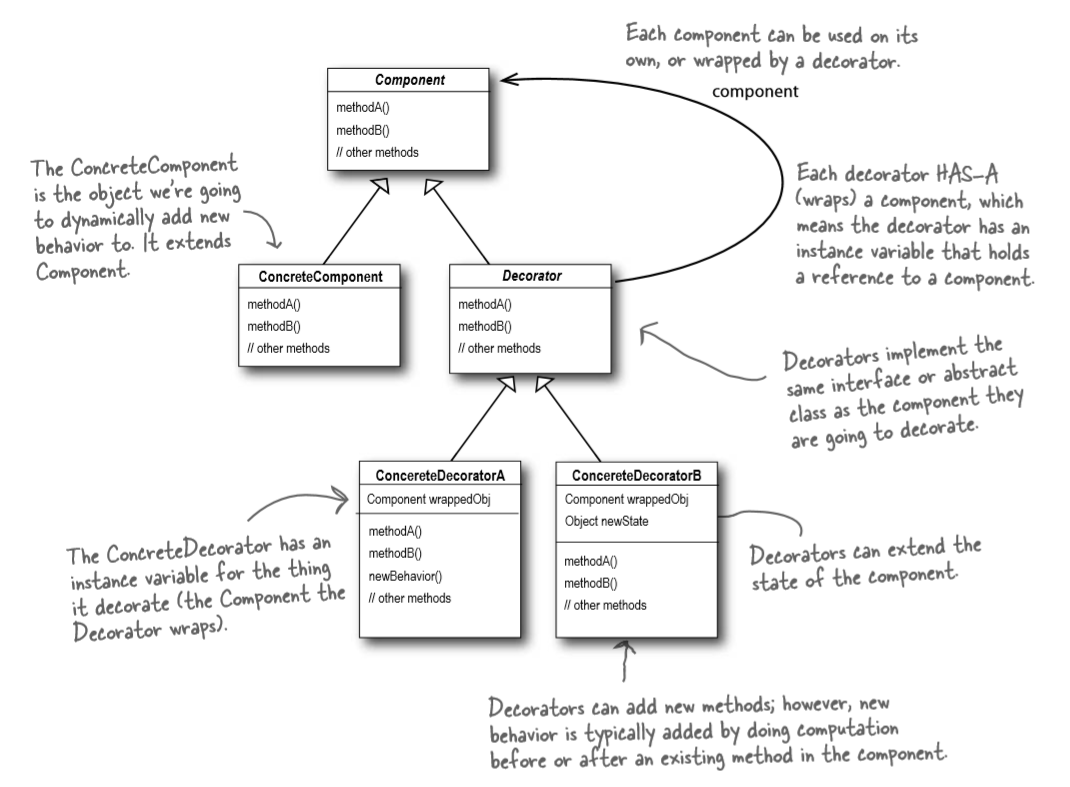 Each component can be used on its
own, or wrapped by a decorator.
component
Component
methodA()
methodB()
// other methods
The ConcreteComponent
is the object we're going
to dynamically add new
behavior to. It extends
Component.
Each decorator HAS-A
(wraps) a component, which
means the decorator has an
instance variable that holds
a reference to a component.
ConcreteComponent
methodA()
methodB()
// other methods
Decorator
methodA()
methodB()
// other methods
Decorators implement the
same interface or abstract
class as the component they
are going to decorate.
ConcereteDecoratorA
Component wrappedObj
methodA()
methodB()
newBehavior()
// other methods
ConcereteDecoratorB
Component wrappedObj
Object newState
methodA()
methodB()
// other methods
The ConcreteDecorator has an
instance variable for the thing
it decorate (the Component the
Decorator wraps).
Decorators can extend the
state of the component.
Decorators can add new methods; however, new
behavior is typically added by doing computation
before or after an existing method in the component.